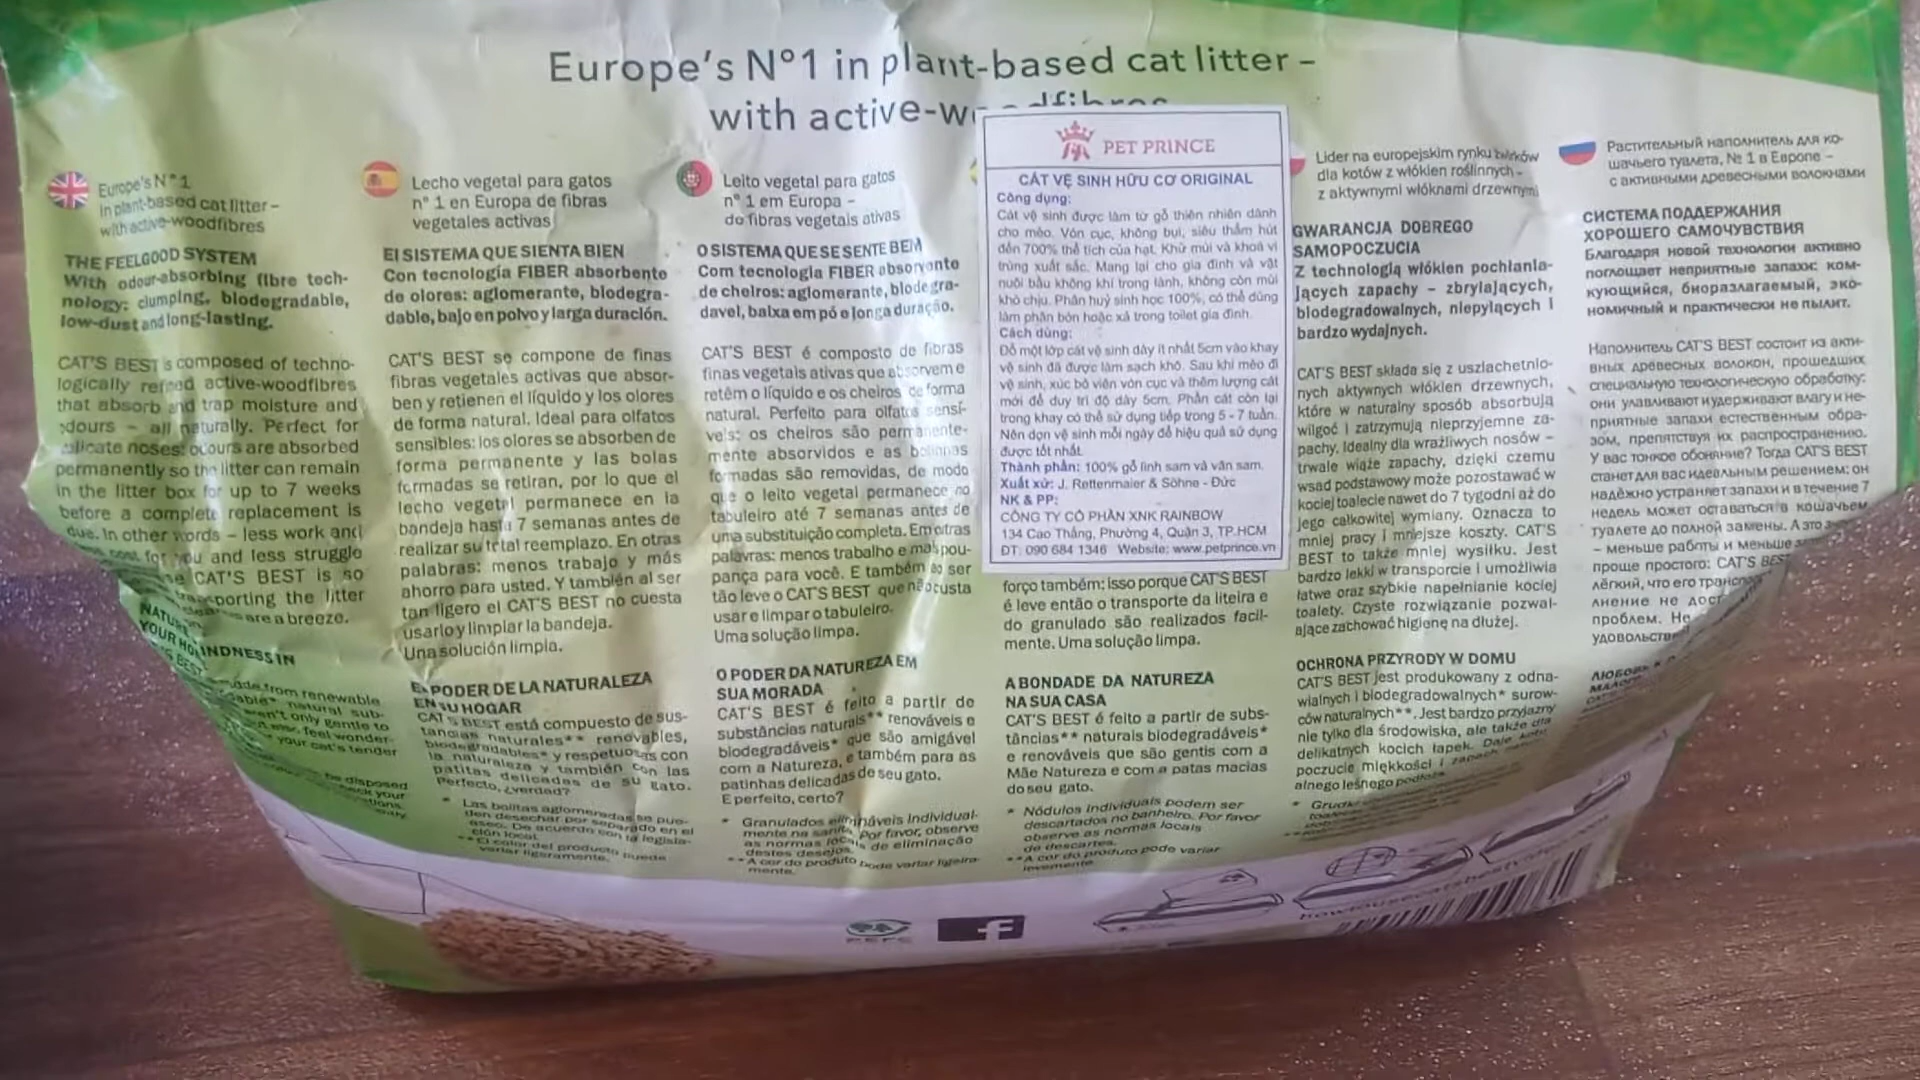 Europe's N°1 in plant-based cat litter –
with active-w
Europe's N°1
in plant-based cat litter –
with active-woodfibres
THE FEELGOOD SYSTEM
With odour-absorbing fibre tech-
nology: clumping, biodegradable,
low-dust and long-lasting.
CAT'S BEST is composed of techno-
logically refined active-woodfibres
that absorb and trap moisture and
odours – all naturally. Perfect for
delicate noses: odours are absorbed
permanently so the litter can remain
in the litter box for up to 7 weeks
before a complete replacement is
due. In other words – less work and
cost for you and less struggle
CAT'S BEST is so
transporting the litter
are a breeze.
NATURE
YOUR HO KINDNESS IN
made from renewable
natural sub-
aren't only gentle to
feel wonder-
your cat's tender
be disposed
check your
Lecho vegetal para gatos
n° 1 en Europa de fibras
vegetales activas
El SISTEMA QUE SIENTA BIEN
Con tecnología FIBER absorbente
de olores: aglomerante, biodegra-
dable, bajo en polvo y larga duración.
CAT'S BEST se compone de finas
fibras vegetales activas que absor-
ben y retienen el líquido y los olores
de forma natural. Ideal para olfatos
sensibles: los olores se absorben de
forma permanente y las bolas
formadas se retiran, por lo que el
lecho vegetal permanece en la
bandeja hasta 7 semanas antes de
realizar su total reemplazo. En otras
palabras: menos trabajo y más
ahorro para usted. Y también al ser
tan ligero el CAT'S BEST no cuesta
usarlo y limpiar la bandeja.
Una solución limpia.
EL PODER DE LA NATURALEZA
EN SU HOGAR
CAT'S BEST está compuesto de sus-
tancias naturales** renovables,
biodegradables* y respetuosas con
la naturaleza y también con las
patitas delicadas de su gato.
Perfecto, ¿verdad?
* Las bolitas aglomeradas se pue-
den desechar por separado en el
aseo. De acuerdo con la legisla-
ción local.
** El color del producto puede
variar ligeramente.
Leito vegetal para gatos
n° 1 em Europa –
de fibras vegetais ativas
O SISTEMA QUE SE SENTE BEM
Com tecnologia FIBER absorvente
de cheiros: aglomerante, biodegra-
davel, baixa em pó e longa duração.
CAT'S BEST é composto de fibras
finas vegetais ativas que absorvem e
retêm o líquido e os cheiros de forma
natural. Perfeito para olfatos sensí-
veis: os cheiros são permanente-
mente absorvidos e as bolinhas
formadas são removidas, de modo
que o leito vegetal permanece no
tabuleiro até 7 semanas antes de
uma substituição completa. Em outras
palavras: menos trabalho e mais pou-
pança para você. E também ao ser
tão leve o CAT'S BEST que não custa
usar e limpar o tabuleiro.
Uma solução limpa.
O PODER DA NATUREZA EM
SUA MORADA
CAT'S BEST é feito a partir de
substâncias naturais** renováveis e
biodegradáveis* que são amigável
com a Natureza, e também para as
patinhas delicadas de seu gato.
E perfeito, certo?
* Granulados elimináveis individual-
mente na sanita. Por favor, observe
as normas locais de eliminação
destes desejos.
** A cor do produto pode variar ligeira-
mente.
PET PRINCE
CÁT VỆ SINH HỮU CƠ ORIGINAL
Công dụng:
Cát vệ sinh được làm từ gỗ thiên nhiên dành
cho mèo. Vón cục, không bụi, siêu thấm hút
đến 700% thể tích của hạt. Khử mùi và khoá vi
trùng xuất sắc. Mang lại cho gia đình và vật
nuôi bầu không khí trong lành, không còn mùi
khó chịu. Phân huỷ sinh học 100%, có thể dùng
làm phân bón hoặc xả trong toilet gia đình.
Cách dùng:
Đổ một lớp cát vệ sinh dày ít nhất 5cm vào khay
vệ sinh đã được làm sạch khô. Sau khi mèo đi
vệ sinh, xúc bỏ viên vón cục và thêm lượng cát
mới để duy trì độ dày 5cm. Phần cát còn lại
trong khay có thể sử dụng tiếp trong 5 - 7 tuần.
Nên dọn vệ sinh mỗi ngày để hiệu quả sử dụng
được tốt nhất.
Thành phần: 100% gỗ linh sam và vân sam.
Xuất xứ: J. Rettenmaier & Söhne - Đức
NK & PP:
CÔNG TY CỔ PHẦN XNK RAINBOW
134 Cao Thắng, Phường 4, Quận 3, TP.HCM
ĐT: 090 684 1346 Website: www.petprince.vn
forço também: isso porque CAT'S BEST
é leve então o transporte da liteira e
do granulado são realizados facil-
mente. Uma solução limpa.
A BONDADE DA NATUREZA
NA SUA CASA
CAT'S BEST é feito a partir de subs-
tâncias** naturais biodegradáveis*
e renováveis que são gentis com a
Mãe Natureza e com a patas macias
do seu gato.
* Nódulos individuais podem ser
descartados no banheiro. Por favor
observe as normas locais
de descartes.
** A cor do produto pode variar
levemente.
Lider na europejskim rynku żwirków
dla kotów z włókien roślinnych –
z aktywnymi włóknami drzewnymi
GWARANCJA DOBREGO
SAMOPOCZUCIA
Z technologią włókien pochłania-
jących zapachy – zbrylających,
biodegradowalnych, niepylących i
bardzo wydajnych.
CAT'S BEST składa się z uszlachetnio-
nych aktywnych włókien drzewnych,
które w naturalny sposób absorbują
wilgoć i zatrzymują nieprzyjemne za-
pachy. Idealny dla wrażliwych nosów –
trwale wiąże zapachy, dzięki czemu
wsad podstawowy może pozostawać w
kociej toalecie nawet do 7 tygodni aż do
jego całkowitej wymiany. Oznacza to
mniej pracy i mniejsze koszty. CAT'S
BEST to także mniej wysiłku. Jest
bardzo lekki w transporcie i umożliwia
łatwe oraz szybkie napełnianie kociej
toalety. Czyste rozwiązanie pozwal-
ające zachować higienę na dłużej.
OCHRONA PRZYRODY W DOMU
CAT'S BEST jest produkowany z odna-
wialnych i biodegradowalnych* surow-
ców naturalnych**. Jest bardzo przyjazny
nie tylko dla środowiska, ale także dla
delikatnych kocich łapek. Daje kotu
poczucie miękkości i zapach natur-
alnego leśnego podłoża.
Растительный наполнитель для ко-
шачьего туалета, № 1 в Европе –
с активными древесными волокнами
СИСТЕМА ПОДДЕРЖАНИЯ
ХОРОШЕГО САМОЧУВСТВИЯ
Благодаря новой технологии активно
поглощает неприятные запахи: ком-
кующийся, биоразлагаемый, эко-
номичный и практически не пылит.
Наполнитель CAT'S BEST состоит из акти-
вных древесных волокон, прошедших
специальную технологическую обработку:
они улавливают и удерживают влагу и не-
приятные запахи естественным обра-
зом, препятствуя их распространению.
У вас тонкое обоняние? Тогда CAT'S BEST
станет для вас идеальным решением: он
надёжно устраняет запахи и в течение 7
недель может оставаться в кошачьем
туалете до полной замены. А это
– меньше работы и меньше
проще простого: CAT'S BEST
лёгкий, что его транспор
лнение не дост
проблем. Не
удовольстви
ЛЮБОВЬ К
PEFC